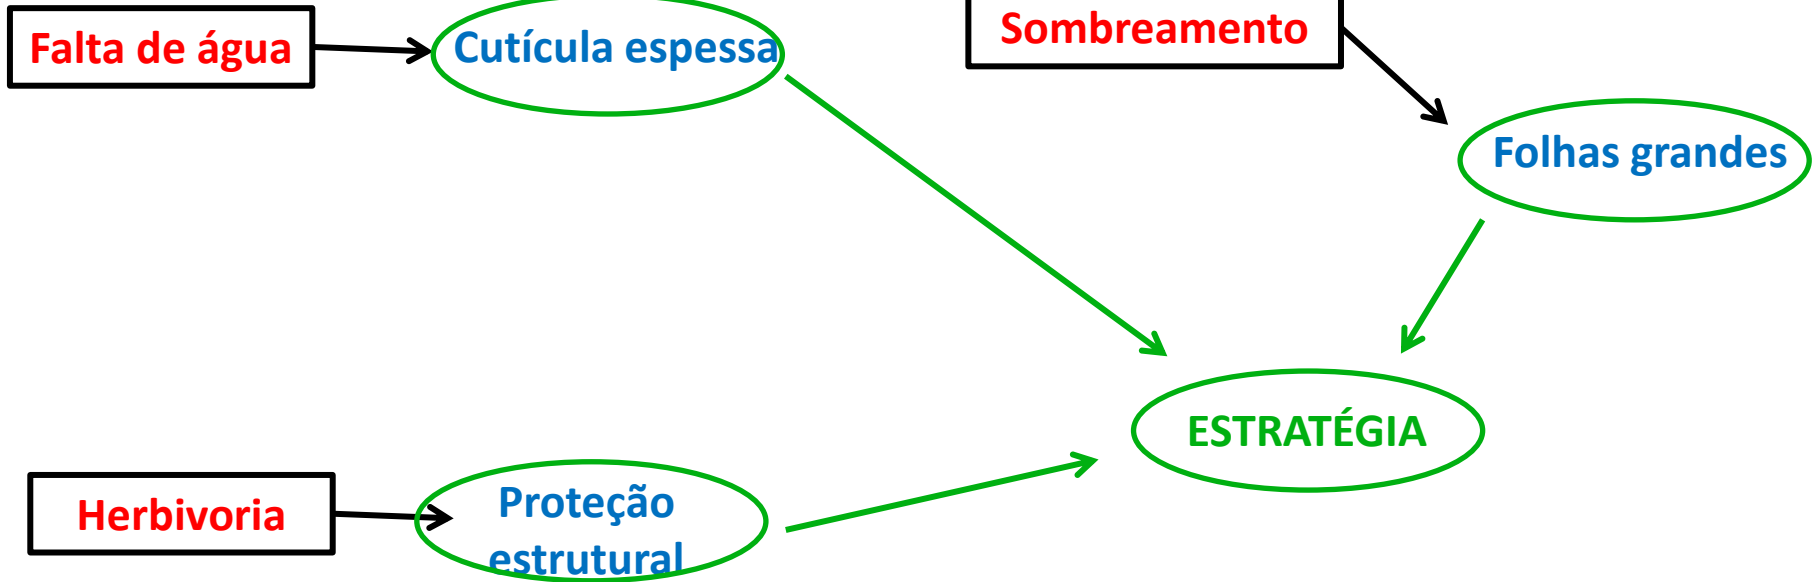 Falta de água
Cutícula espessa
Sombreamento
Folhas grandes
ESTRATÉGIA
Herbivoria
Proteção
estrutural